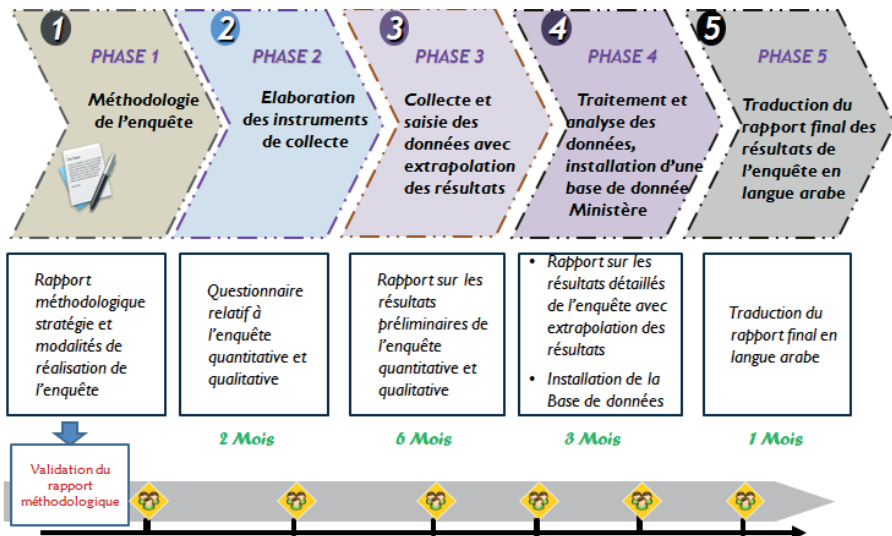 1
PHASE 1
Méthodologie
de l'enquête
2
PHASE 2
Elaboration
des instruments
de collecte
3
PHASE 3
Collecte et
saisie des
données avec
extrapolation
des résultats
4
PHASE 4
Traitement et
analyse des
données,
installation d'une
base de donnée
Ministère
5
PHASE 5
Traduction du
rapport final des
résultats de
l'enquête en
langue arabe
Rapport
méthodologique
stratégie et
modalités de
réalisation de
l'enquête
Questionnaire
relatif à
l'enquête
quantitative et
qualitative
Rapport sur les
résultats
préliminaires de
l'enquête
quantitative et
qualitative
• Rapport sur les
résultats détaillés
de l'enquête avec
extrapolation des
résultats
• Installation de la
Base de données
Traduction du
rapport final en
langue arabe
2 Mois
6 Mois
3 Mois
1 Mois
Validation du
rapport
méthodologique